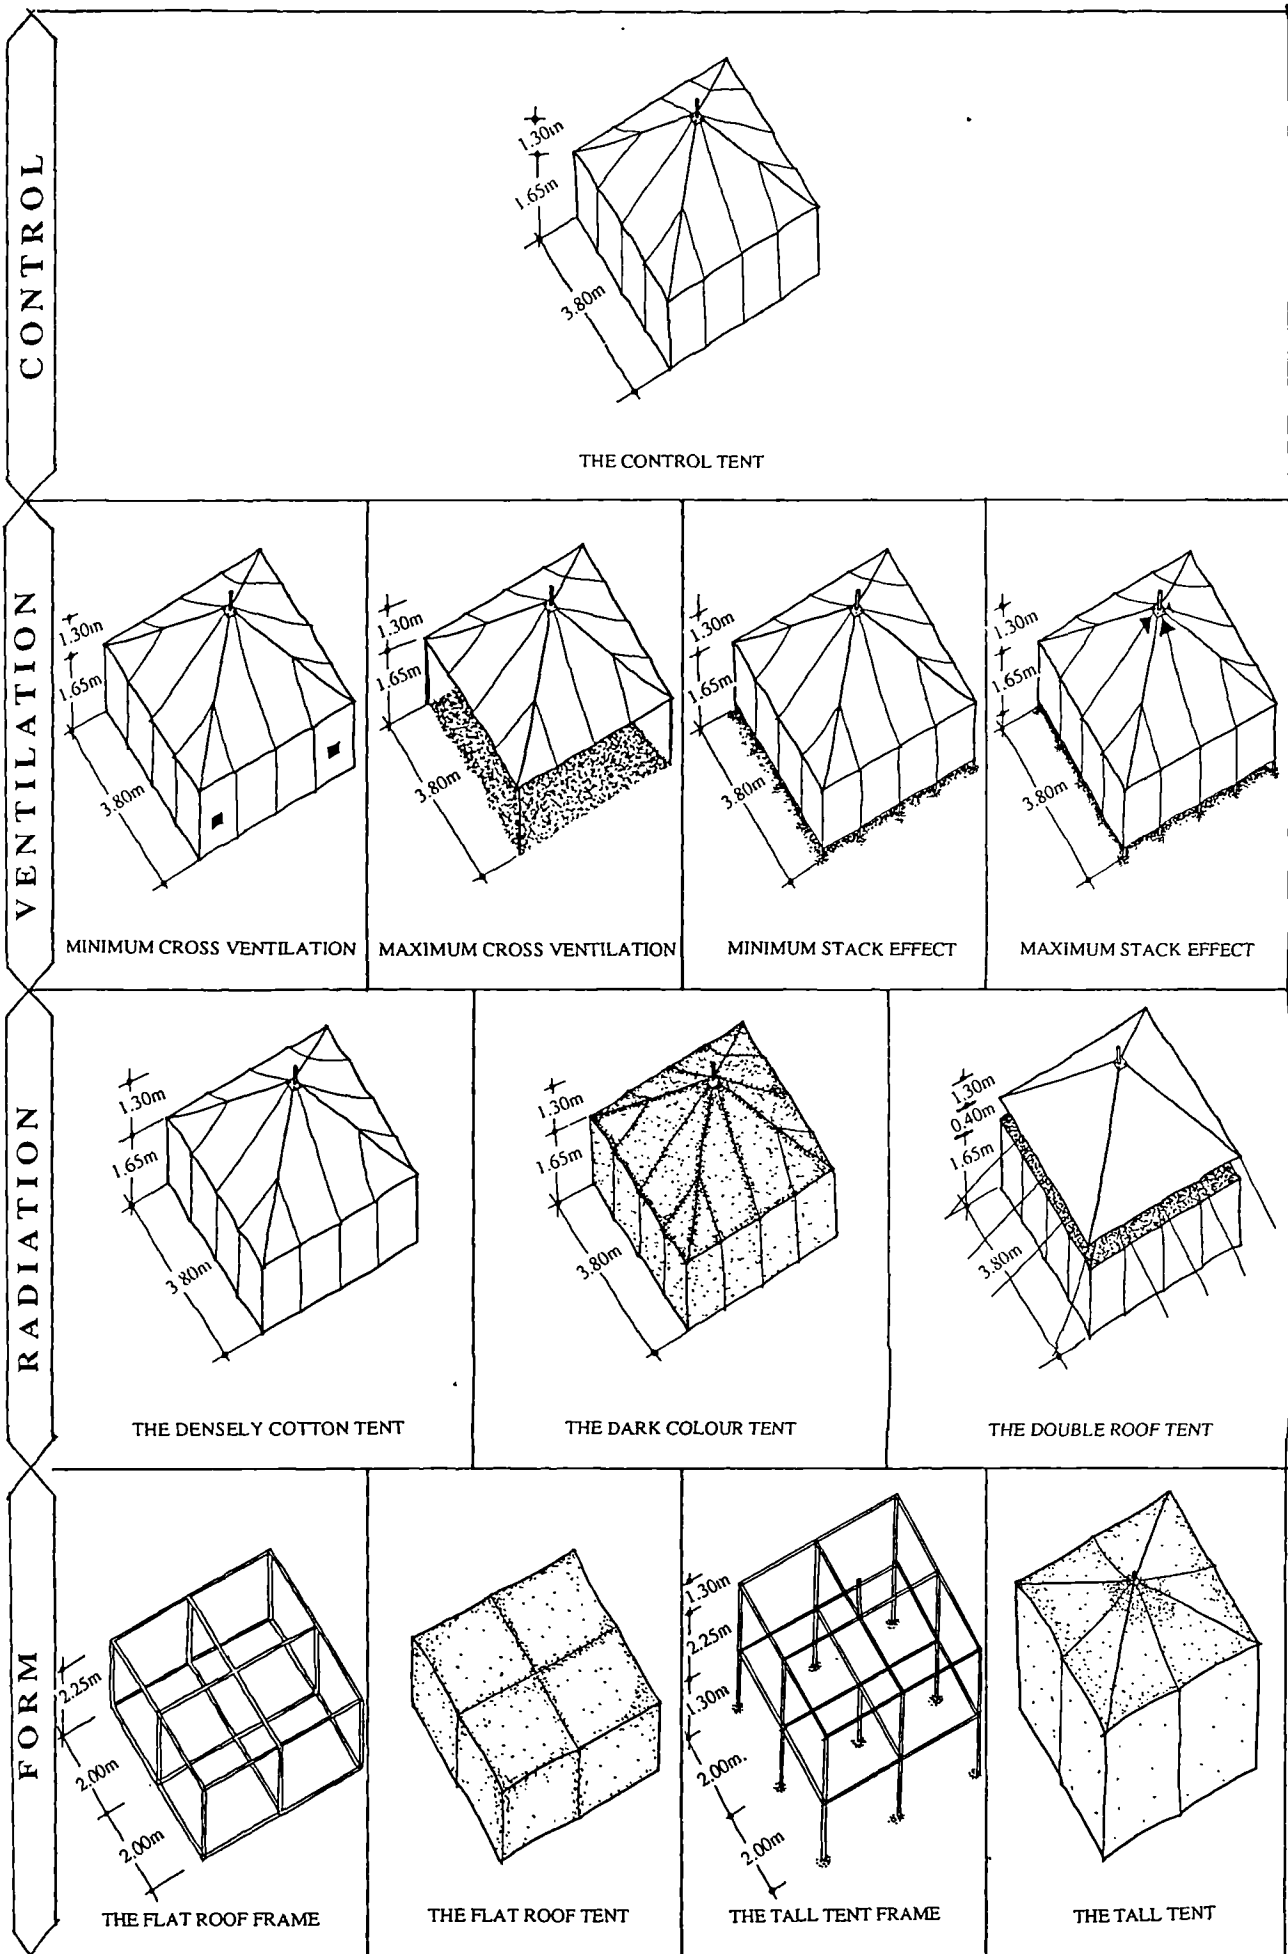 CONTROL
1.30m
1.65m
3.80m
THE CONTROL TENT
VENTILATION
1.30m
1.65m
3.80m
MINIMUM CROSS VENTILATION
1.30m
1.65m
3.80m
MAXIMUM CROSS VENTILATION
1.30m
1.65m
3.80m
MINIMUM STACK EFFECT
1.30m
1.65m
3.80m
MAXIMUM STACK EFFECT
RADIATION
1.30m
1.65m
3.80m
THE DENSELY COTTON TENT
1.30m
1.65m
3.80m
THE DARK COLOUR TENT
1.30m
0.40m
1.65m
3.80m
THE DOUBLE ROOF TENT
FORM
2.25m
2.00m
2.00m
THE FLAT ROOF FRAME
THE FLAT ROOF TENT
1.30m
2.25m
1.30m
2.00m.
2.00m
THE TALL TENT FRAME
THE TALL TENT